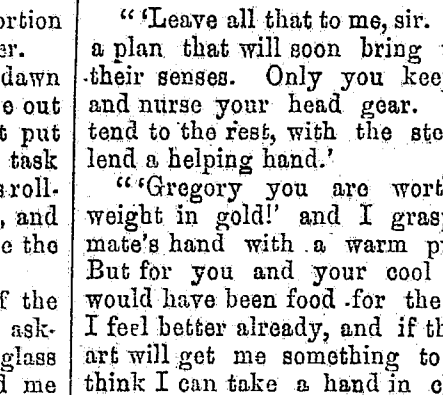 ortion
er.
dawn
e out
t put
task
roll-
, and
e the
f the
ask-
glass
d me
“‘Leave all that to me, sir.
a plan that will soon bring
their senses. Only you kee
and nurse your head gear.
tend to the rest, with the ste
lend a helping hand.’
“‘Gregory you are wort
weight in gold!’ and I gras
mate's hand with a warm p
But for you and your cool
would have been food for the
I feel better already, and if th
art will get me something to
think I can take a hand in c